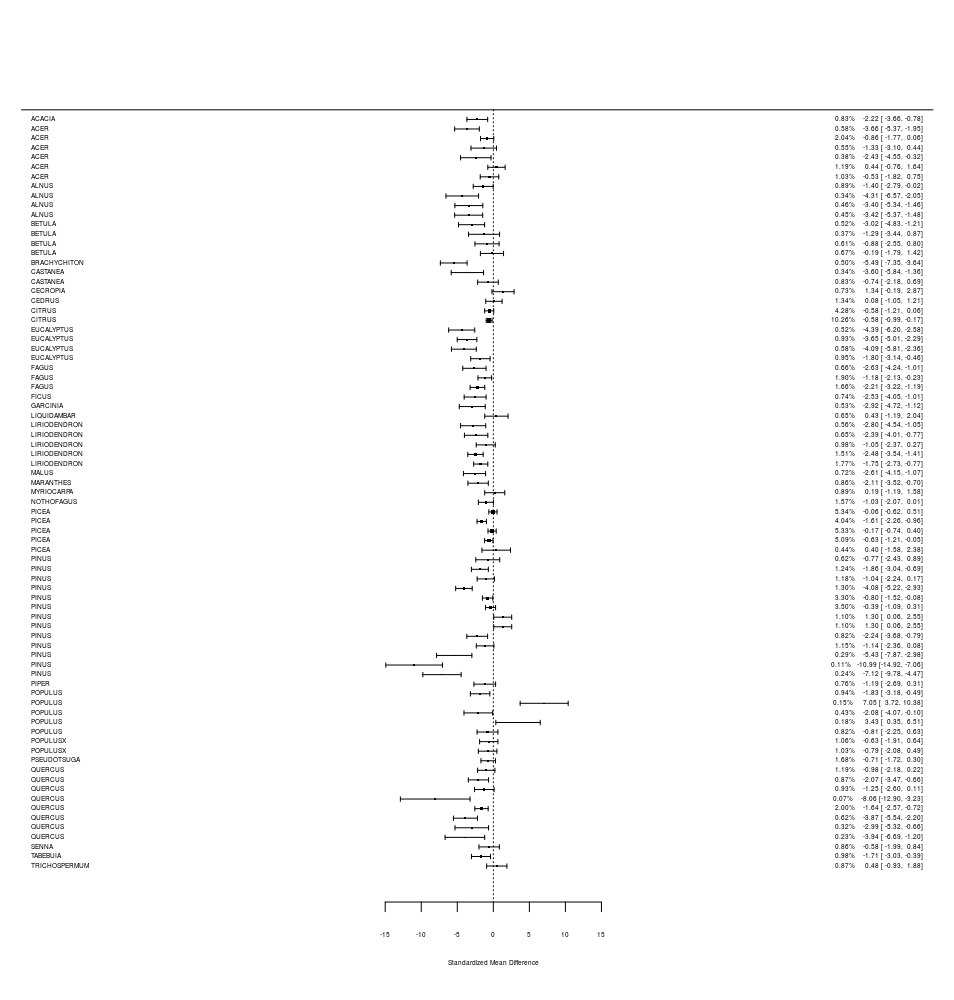 ACACIA 0.83% -2.22 [ -3.66, -0.78]
ACER 0.58% -3.66 [ -5.37, -1.95]
ACER 2.04% -0.86 [ -1.77, 0.06]
ACER 0.55% -1.33 [ -3.10, 0.44]
ACER 0.38% -2.43 [ -4.55, -0.32]
ACER 1.19% 0.44 [ -0.76, 1.64]
ACER 1.03% -0.53 [ -1.82, 0.75]
ALNUS 0.89% -1.40 [ -2.79, -0.02]
ALNUS 0.34% -4.31 [ -6.57, -2.05]
ALNUS 0.46% -3.40 [ -5.34, -1.46]
ALNUS 0.45% -3.42 [ -5.37, -1.48]
BETULA 0.52% -3.02 [ -4.83, -1.21]
BETULA 0.37% -1.29 [ -3.44, 0.87]
BETULA 0.61% -0.88 [ -2.55, 0.80]
BETULA 0.67% -0.19 [ -1.79, 1.42]
BRACHYCHITON 0.50% -5.49 [ -7.35, -3.64]
CASTANEA 0.34% -3.60 [ -5.84, -1.36]
CASTANEA 0.83% -0.74 [ -2.18, 0.69]
CECROPIA 0.73% 1.34 [ -0.19, 2.87]
CEDRUS 1.34% 0.08 [ -1.05, 1.21]
CITRUS 4.28% -0.58 [ -1.21, 0.06]
CITRUS 10.26% -0.58 [ -0.99, -0.17]
EUCALYPTUS 0.52% -4.39 [ -6.20, -2.58]
EUCALYPTUS 0.93% -3.65 [ -5.01, -2.29]
EUCALYPTUS 0.58% -4.09 [ -5.81, -2.36]
EUCALYPTUS 0.95% -1.80 [ -3.14, -0.46]
FAGUS 0.66% -2.63 [ -4.24, -1.01]
FAGUS 1.90% -1.18 [ -2.13, -0.23]
FAGUS 1.66% -2.21 [ -3.22, -1.19]
FICUS 0.74% -2.53 [ -4.05, -1.01]
GARCINIA 0.53% -2.92 [ -4.72, -1.12]
LIQUIDAMBAR 0.65% 0.43 [ -1.19, 2.04]
LIRIODENDRON 0.56% -2.80 [ -4.54, -1.05]
LIRIODENDRON 0.65% -2.39 [ -4.01, -0.77]
LIRIODENDRON 0.98% -1.05 [ -2.37, 0.27]
LIRIODENDRON 1.51% -2.48 [ -3.54, -1.41]
LIRIODENDRON 1.77% -1.75 [ -2.73, -0.77]
MALUS 0.72% -2.61 [ -4.15, -1.07]
MARANTHES 0.86% -2.11 [ -3.52, -0.70]
MYRIOCARPA 0.89% 0.19 [ -1.19, 1.58]
NOTHOFAGUS 1.57% -1.03 [ -2.07, 0.01]
PICEA 5.34% -0.06 [ -0.62, 0.51]
PICEA 4.04% -1.61 [ -2.26, -0.96]
PICEA 5.33% -0.17 [ -0.74, 0.40]
PICEA 5.09% -0.63 [ -1.21, -0.05]
PICEA 0.44% 0.40 [ -1.58, 2.38]
PINUS 0.62% -0.77 [ -2.43, 0.89]
PINUS 1.24% -1.86 [ -3.04, -0.69]
PINUS 1.18% -1.04 [ -2.24, 0.17]
PINUS 1.30% -4.08 [ -5.22, -2.93]
PINUS 3.30% -0.80 [ -1.52, -0.08]
PINUS 3.50% -0.39 [ -1.09, 0.31]
PINUS 1.10% 1.30 [ 0.06, 2.55]
PINUS 1.10% 1.30 [ 0.06, 2.55]
PINUS 0.82% -2.24 [ -3.68, -0.79]
PINUS 1.15% -1.14 [ -2.36, 0.08]
PINUS 0.29% -5.43 [ -7.87, -2.98]
PINUS 0.11% -10.99 [-14.92, -7.06]
PINUS 0.24% -7.12 [ -9.78, -4.47]
PIPER 0.76% -1.19 [ -2.69, 0.31]
POPULUS 0.94% -1.83 [ -3.18, -0.49]
POPULUS 0.15% 7.05 [ 3.72, 10.38]
POPULUS 0.43% -2.08 [ -4.07, -0.10]
POPULUS 0.18% 3.43 [ 0.35, 6.51]
POPULUS 0.82% -0.81 [ -2.25, 0.63]
POPULUSX 1.06% -0.63 [ -1.91, 0.64]
POPULUSX 1.03% -0.79 [ -2.08, 0.49]
PSEUDOTSUGA 1.68% -0.71 [ -1.72, 0.30]
QUERCUS 1.19% -0.98 [ -2.18, 0.22]
QUERCUS 0.87% -2.07 [ -3.47, -0.66]
QUERCUS 0.93% -1.25 [ -2.60, 0.11]
QUERCUS 0.07% -8.06 [-12.90, -3.23]
QUERCUS 2.00% -1.64 [ -2.57, -0.72]
QUERCUS 0.62% -3.87 [ -5.54, -2.20]
QUERCUS 0.32% -2.99 [ -5.32, -0.66]
QUERCUS 0.23% -3.94 [ -6.69, -1.20]
SENNA 0.86% -0.58 [ -1.99, 0.84]
TABEBUIA 0.98% -1.71 [ -3.03, -0.39]
TRICHOSPERMUM 0.87% 0.48 [ -0.93, 1.88]
-15 -10 -5 0 5 10 15
Standardized Mean Difference